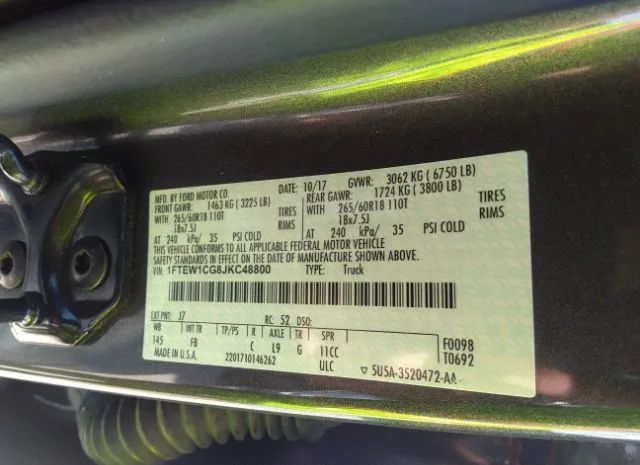 MFD. BY FORD MOTOR CO.
DATE: 10/17 GVWR: 3062 KG ( 6750 LB)
FRONT GAWR: 1463 KG ( 3225 LB)
REAR GAWR: 1724 KG ( 3800 LB)
WITH 265/60R18 110T TIRES
WITH 265/60R18 110T TIRES
18x7.5J RIMS
18x7.5J RIMS
AT 240 kPa/ 35 PSI COLD
AT 240 kPa/ 35 PSI COLD
THIS VEHICLE CONFORMS TO ALL APPLICABLE FEDERAL MOTOR VEHICLE
SAFETY STANDARDS IN EFFECT ON THE DATE OF MANUFACTURE SHOWN ABOVE.
VIN: 1FTEW1CG8JKC48800
TYPE: Truck
EXT PNT: J7 RC: 52 DSO:
WB INT TR TP/PS R AXLE TR SPR
145 FB C L9 G 11CC
ULC
F0098
T0692
MADE IN U.S.A. 2201710146262
5U5A-3520472-AA